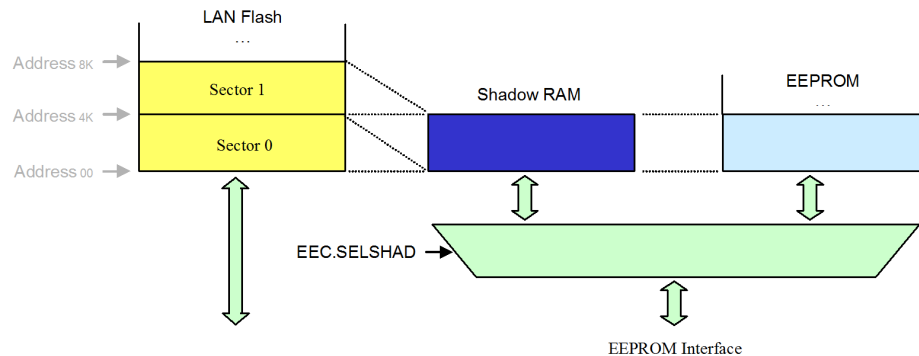 LAN Flash
...
Address 8K
Sector 1
Shadow RAM
EEPROM
...
Address 4K
Sector 0
Address 00
EEC.SELSHAD
EEPROM Interface